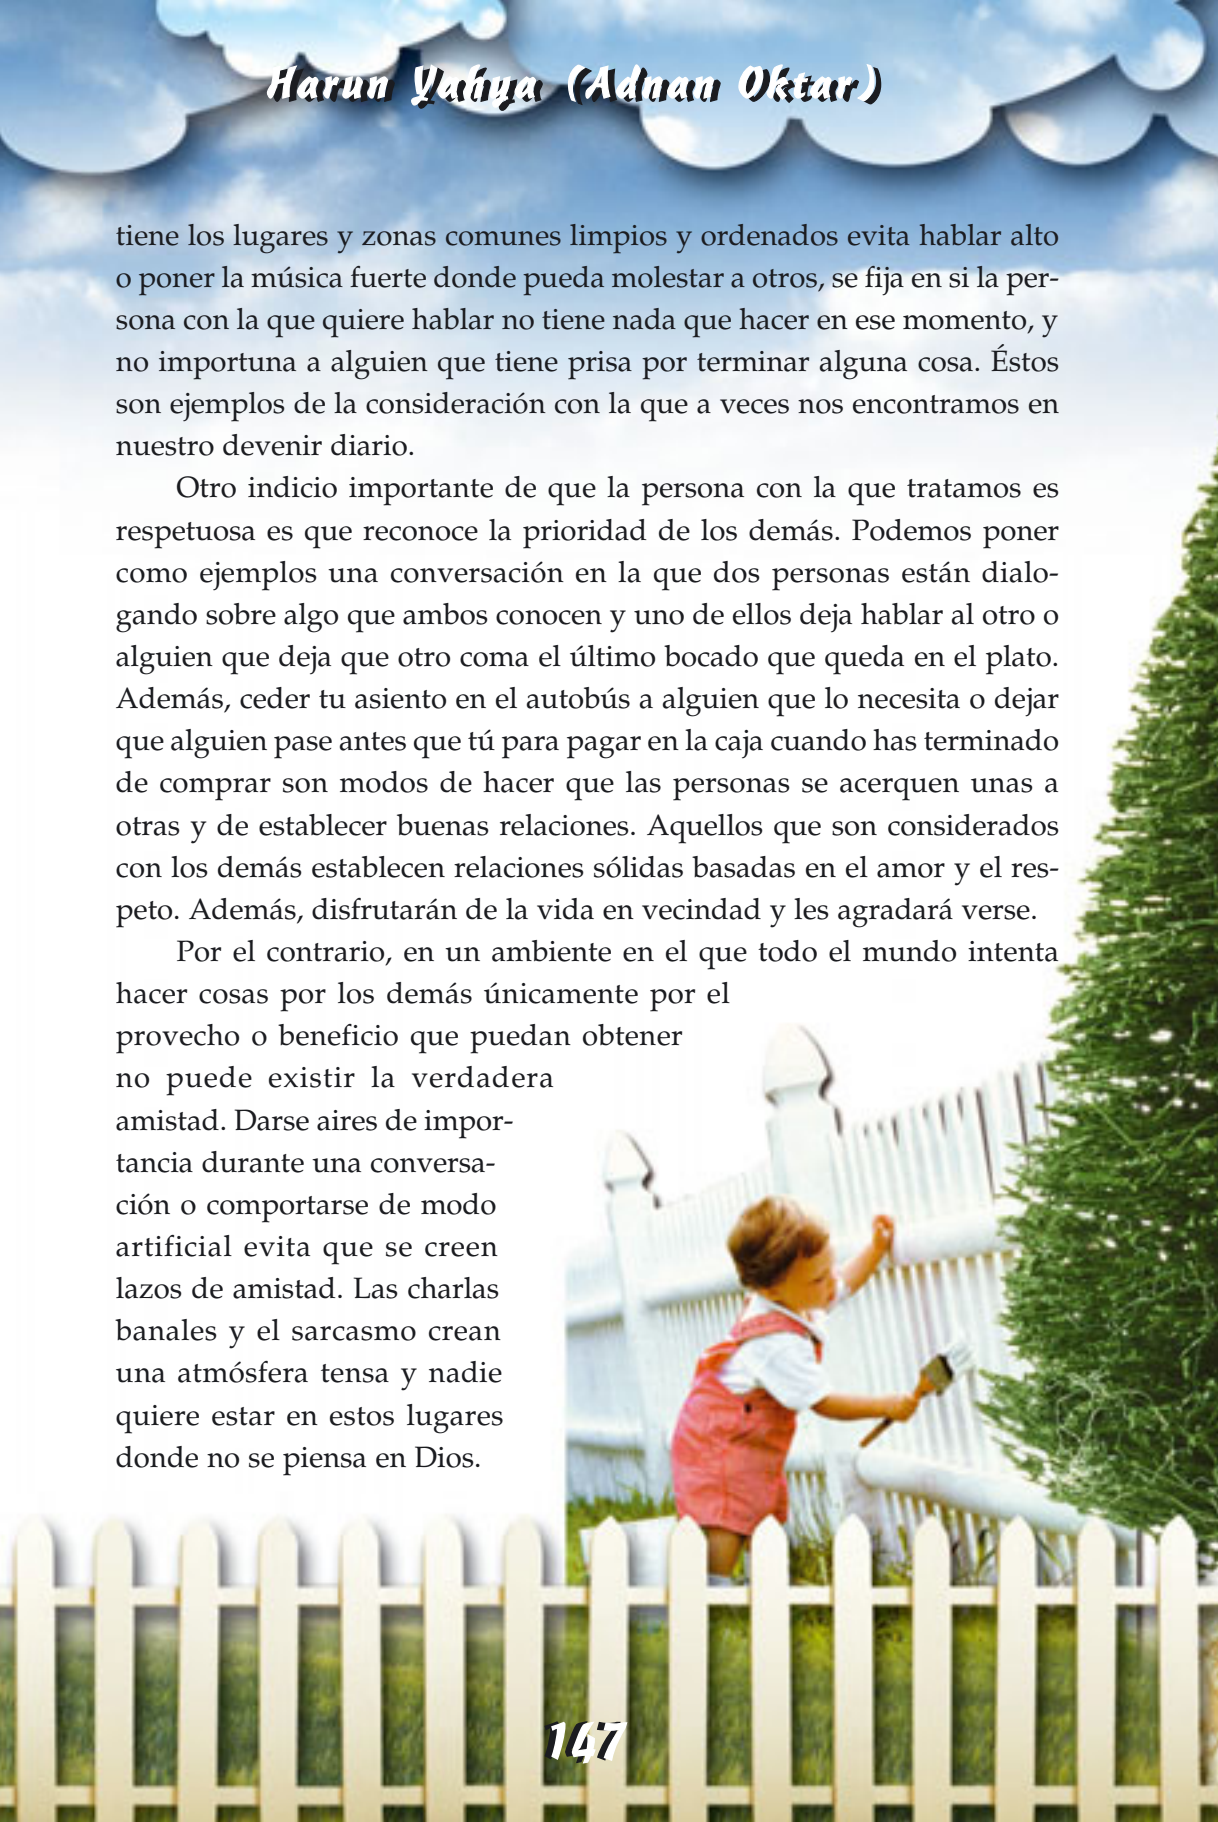 Harun Yahya (Adnan Oktar)
tiene los lugares y zonas comunes limpios y ordenados evita hablar alto
o poner la música fuerte donde pueda molestar a otros, se fija en si la per-
sona con la que quiere hablar no tiene nada que hacer en ese momento, y
no importuna a alguien que tiene prisa por terminar alguna cosa. Éstos
son ejemplos de la consideración con la que a veces nos encontramos en
nuestro devenir diario.
Otro indicio importante de que la persona con la que tratamos es
respetuosa es que reconoce la prioridad de los demás. Podemos poner
como ejemplos una conversación en la que dos personas están dialo-
gando sobre algo que ambos conocen y uno de ellos deja hablar al otro o
alguien que deja que otro coma el último bocado que queda en el plato.
Además, ceder tu asiento en el autobús a alguien que lo necesita o dejar
que alguien pase antes que tú para pagar en la caja cuando has terminado
de comprar son modos de hacer que las personas se acerquen unas a
otras y de establecer buenas relaciones. Aquellos que son considerados
con los demás establecen relaciones sólidas basadas en el amor y el res-
peto. Además, disfrutarán de la vida en vecindad y les agradará verse.
Por el contrario, en un ambiente en el que todo el mundo intenta
hacer cosas por los demás únicamente por el
provecho o beneficio que puedan obtener
no puede existir la verdadera
amistad. Darse aires de impor-
tancia durante una conversa-
ción o comportarse de modo
artificial evita que se creen
lazos de amistad. Las charlas
banales y el sarcasmo crean
una atmósfera tensa y nadie
quiere estar en estos lugares
donde no se piensa en Dios.
147